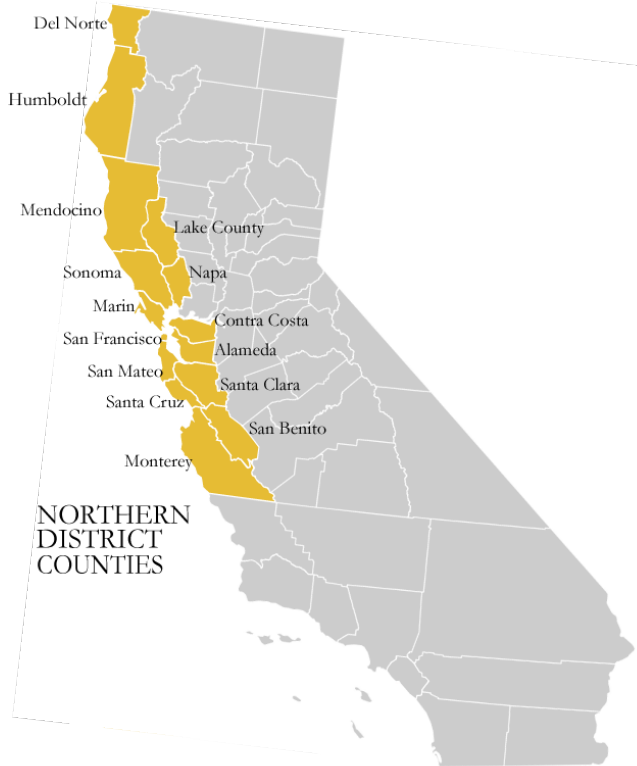 Del Norte
Humboldt
Mendocino
Lake County
Sonoma
Napa
Marin
Contra Costa
San Francisco
Alameda
San Mateo
Santa Clara
Santa Cruz
San Benito
Monterey
NORTHERN
DISTRICT
COUNTIES